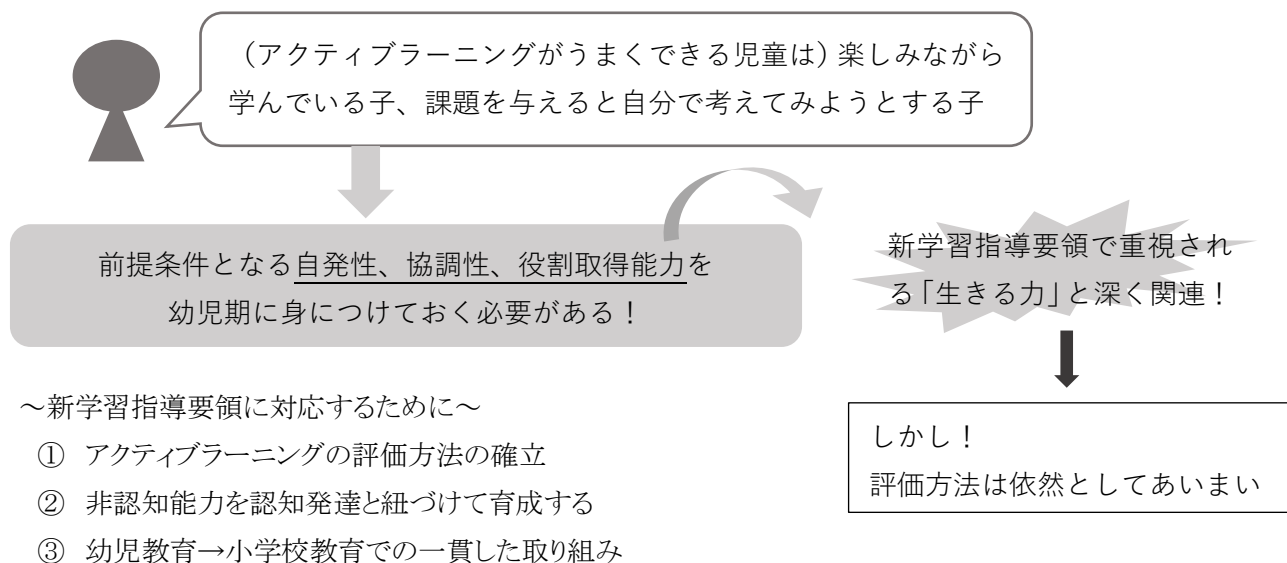 （アクティブラーニングがうまくできる児童は）楽しみながら
学んでいる子、課題を与えると自分で考えてみようとする子
前提条件となる自発性、協調性、役割取得能力を
幼児期に身につけておく必要がある！
新学習指導要領で重視され
る「生きる力」と深く関連！
しかし！
評価方法は依然としてあいまい
～新学習指導要領に対応するために～
① アクティブラーニングの評価方法の確立
② 非認知能力を認知発達と紐づけて育成する
③ 幼児教育→小学校教育での一貫した取り組み